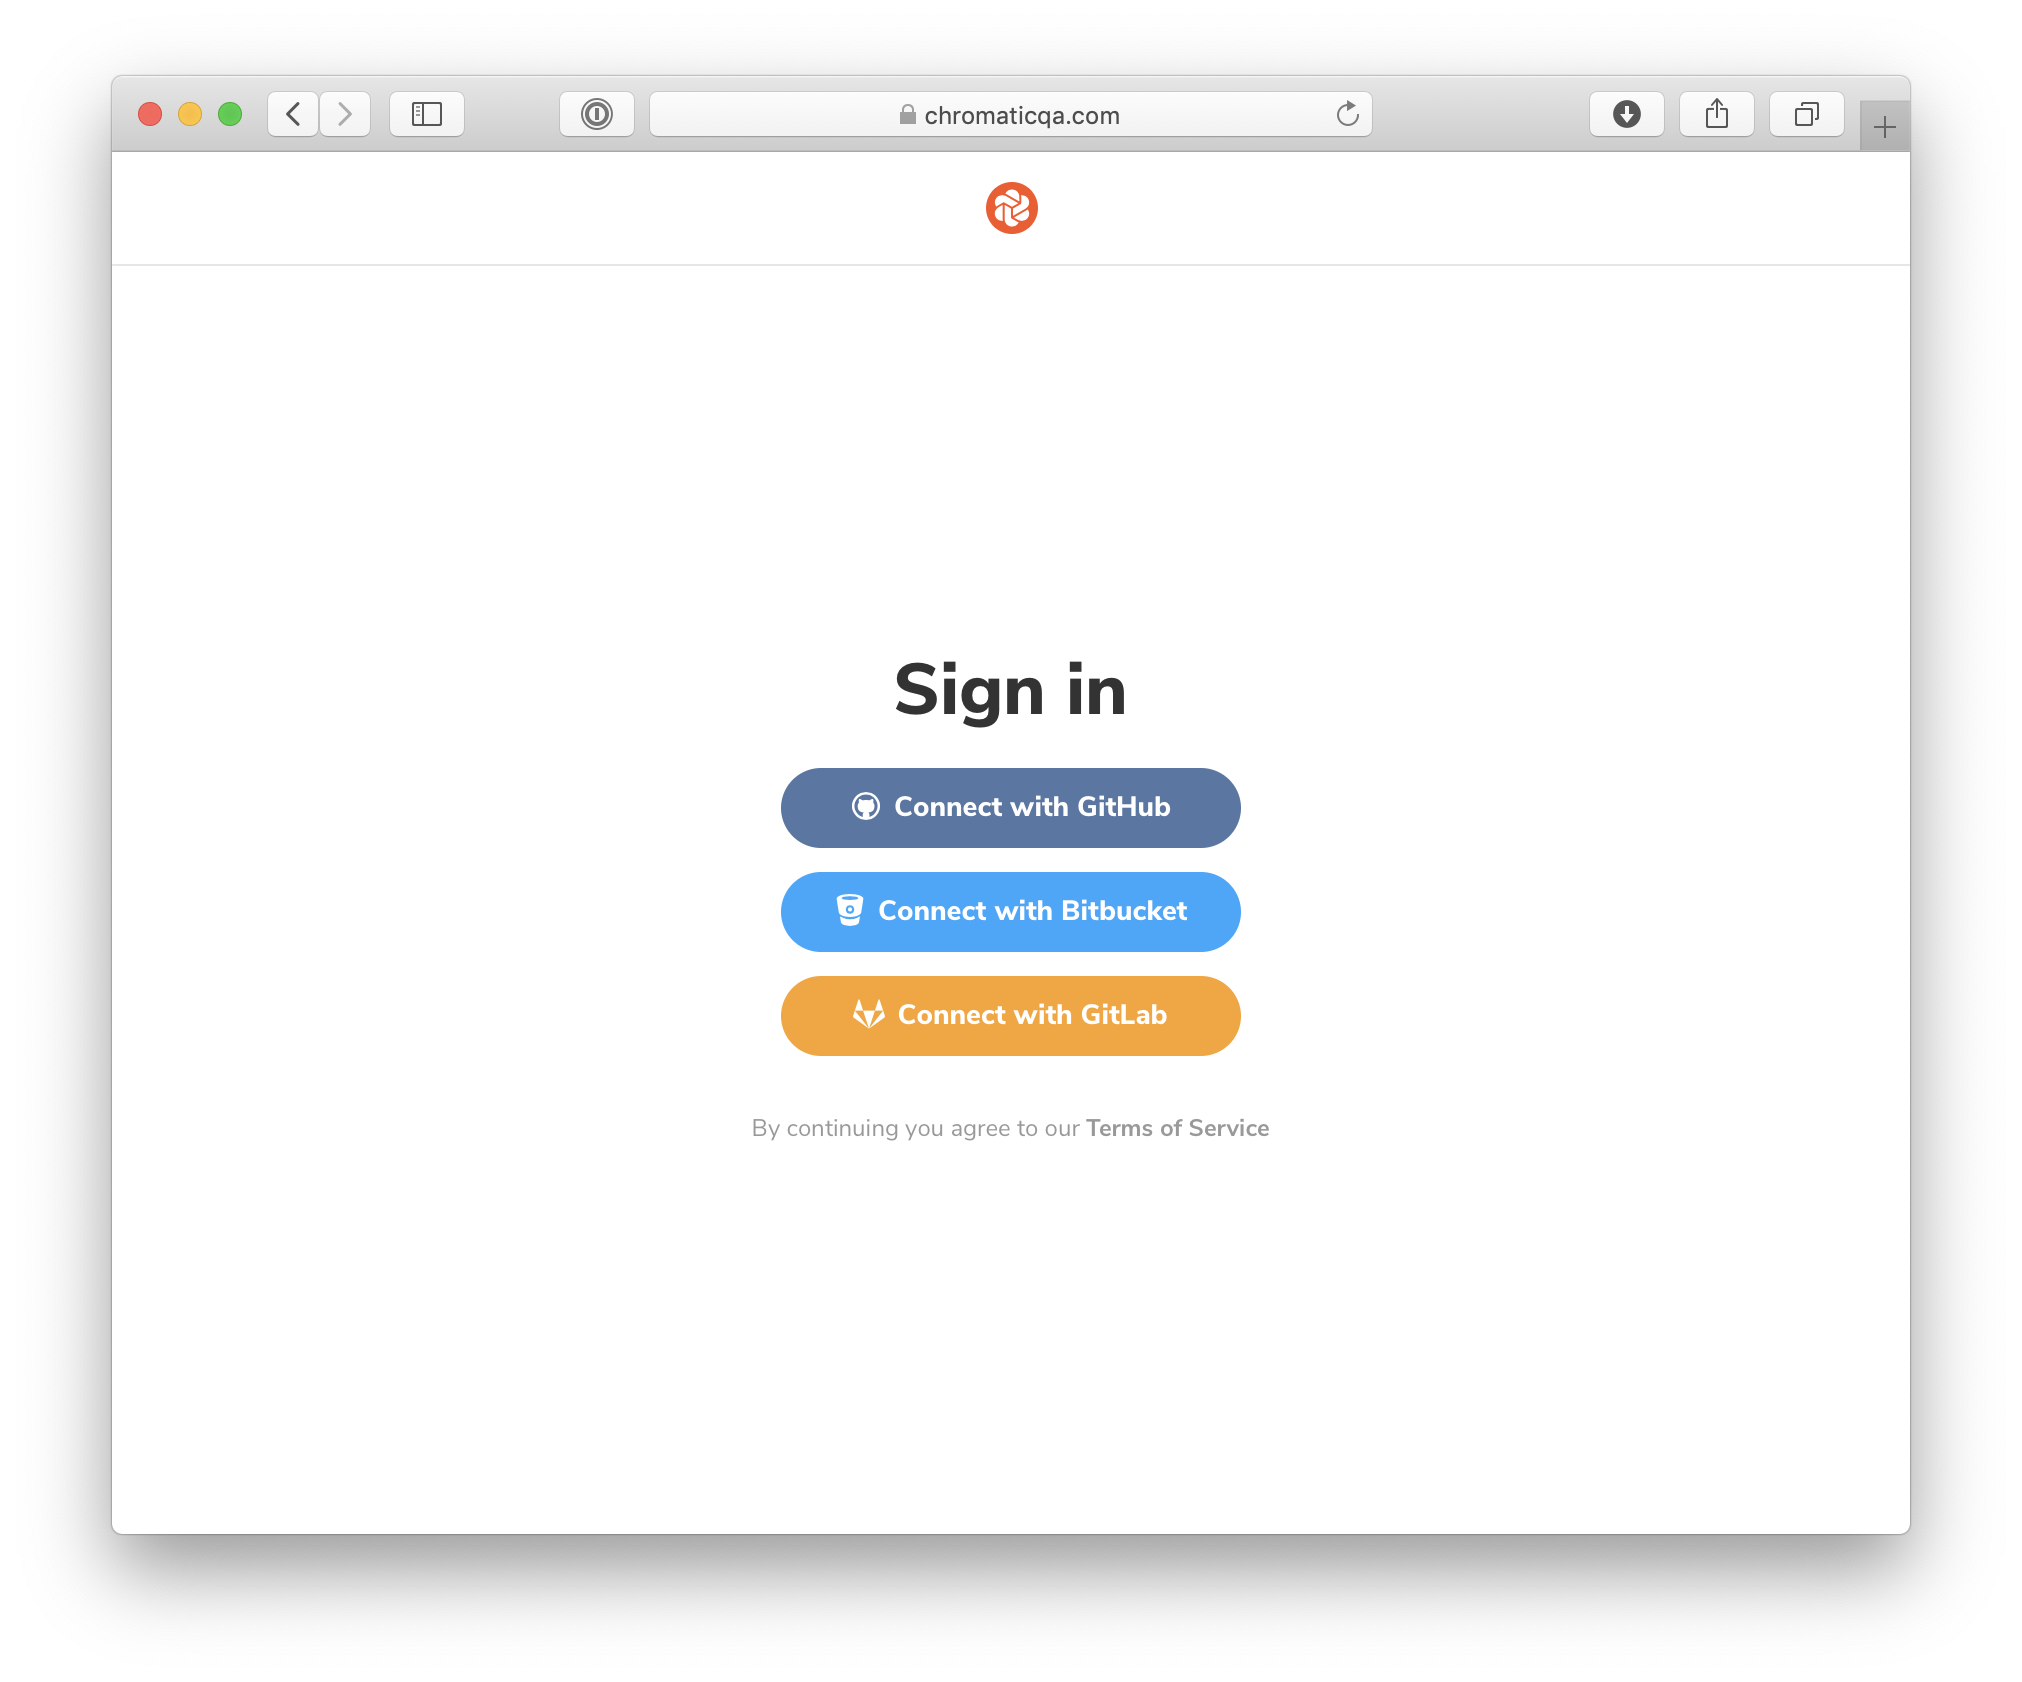 chromaticqa.com
Sign in
Connect with GitHub
Connect with Bitbucket
Connect with GitLab
By continuing you agree to our Terms of Service